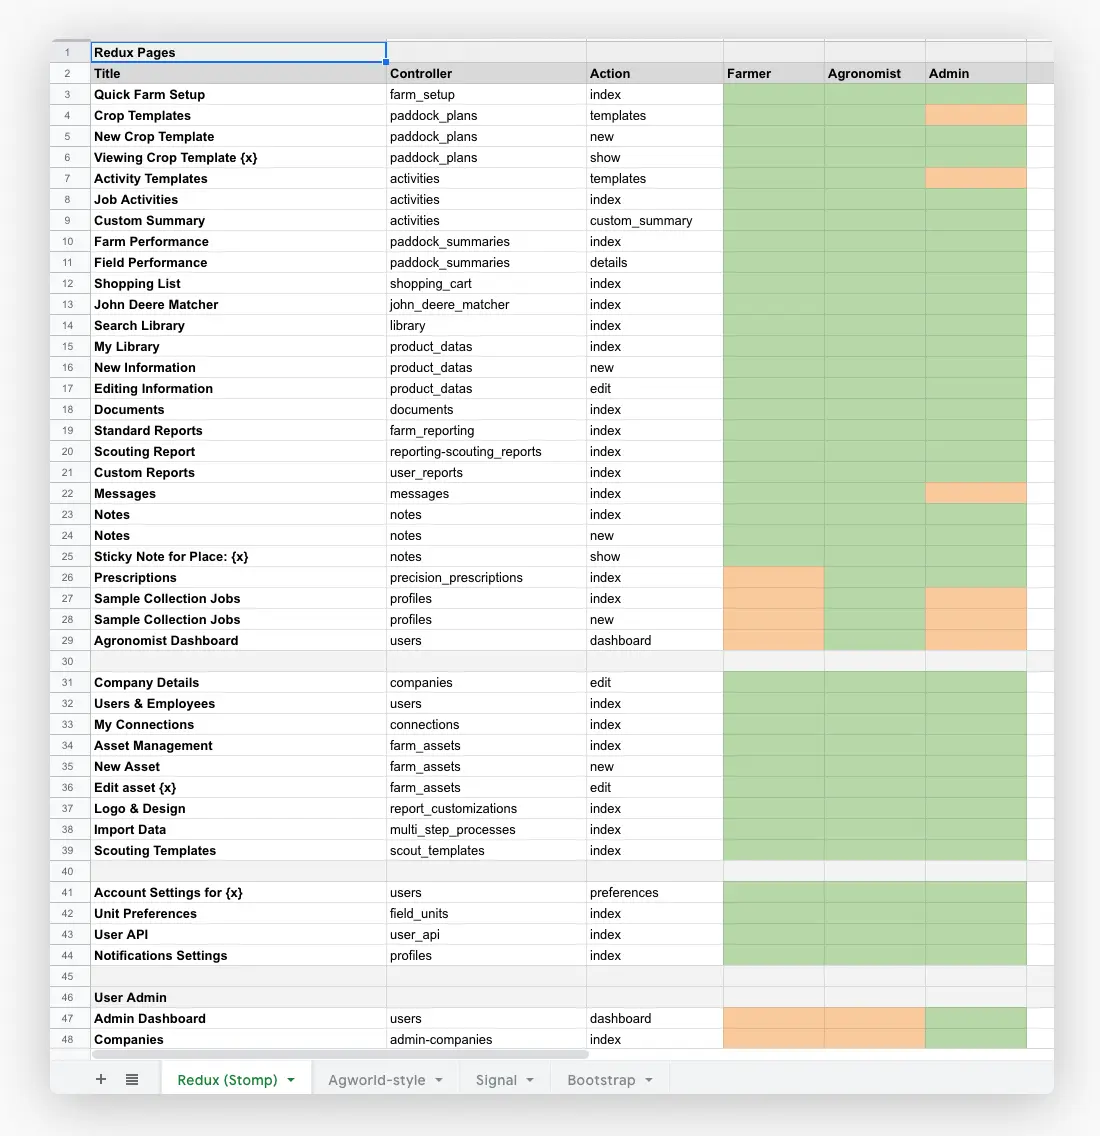 1 Redux Pages
2 Title Controller Action Farmer Agronomist Admin
3 Quick Farm Setup farm_setup index
4 Crop Templates paddock_plans templates
5 New Crop Template paddock_plans new
6 Viewing Crop Template {x} paddock_plans show
7 Activity Templates activities templates
8 Job Activities activities index
9 Custom Summary activities custom_summary
10 Farm Performance paddock_summaries index
11 Field Performance paddock_summaries details
12 Shopping List shopping_cart index
13 John Deere Matcher john_deere_matcher index
14 Search Library library index
15 My Library product_datas index
16 New Information product_datas new
17 Editing Information product_datas edit
18 Documents documents index
19 Standard Reports farm_reporting index
20 Scouting Report reporting-scouting_reports index
21 Custom Reports user_reports index
22 Messages messages index
23 Notes notes index
24 Notes notes new
25 Sticky Note for Place: {x} notes show
26 Prescriptions precision_prescriptions index
27 Sample Collection Jobs profiles index
28 Sample Collection Jobs profiles new
29 Agronomist Dashboard users dashboard
30
31 Company Details companies edit
32 Users & Employees users index
33 My Connections connections index
34 Asset Management farm_assets index
35 New Asset farm_assets new
36 Edit asset {x} farm_assets edit
37 Logo & Design report_customizations index
38 Import Data multi_step_processes index
39 Scouting Templates scout_templates index
40
41 Account Settings for {x} users preferences
42 Unit Preferences field_units index
43 User API user_api index
44 Notifications Settings profiles index
45
46 User Admin
47 Admin Dashboard users dashboard
48 Companies admin-companies index
Redux (Stomp) Agworld-style Signal Bootstrap